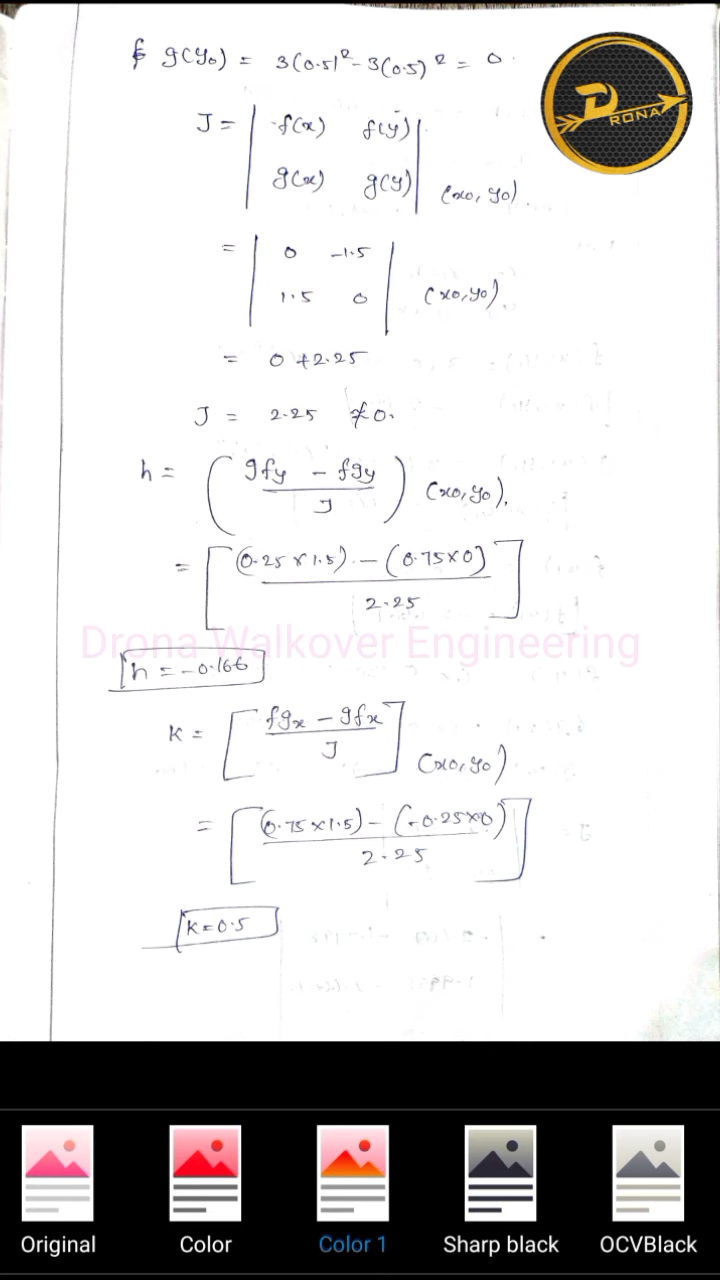 g(y₀) = 3(0.5)² - 3(0.5)² = 0.
DRONA
J = | f(x) f(y) |
| g(x) g(y) | (x₀, y₀).
= | 0 -1.5 |
| 1.5 0 | (x₀, y₀)
= 0 + 2.25
J = 2.25 ≠ 0.
h = ( gfy - fgy / J ) (x₀, y₀).
= [ (0.25 × 1.5) - (0.75 × 0) / 2.25 ]
Drona Walkover Engineering
h = -0.166
K = [ fgx - gfx / J ] (x₀, y₀)
= [ (0.75 × 1.5) - (-0.25 × 0) / 2.25 ]
K = 0.5
Original Color Color 1 Sharp black OCVBlack